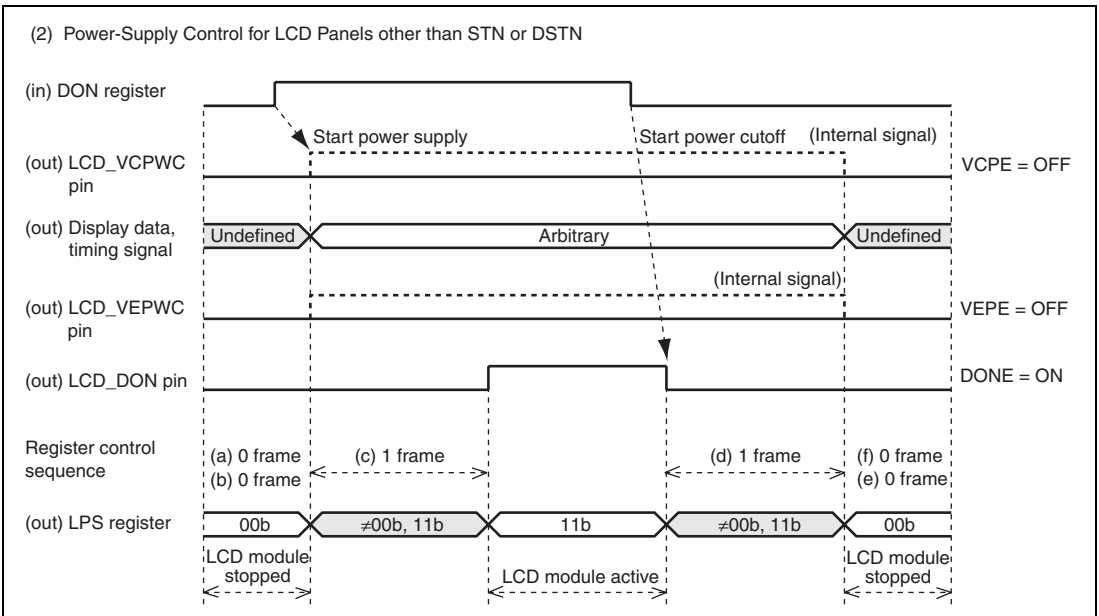 (2) Power-Supply Control for LCD Panels other than STN or DSTN
(in) DON register
Start power supply
Start power cutoff
(Internal signal)
(out) LCD_VCPWC
pin
VCPE = OFF
(out) Display data,
timing signal
Undefined
Arbitrary
Undefined
(Internal signal)
(out) LCD_VEPWC
pin
VEPE = OFF
(out) LCD_DON pin
DONE = ON
Register control
sequence
(a) 0 frame
(b) 0 frame
(c) 1 frame
(d) 1 frame
(f) 0 frame
(e) 0 frame
(out) LPS register
00b
≠00b, 11b
11b
≠00b, 11b
00b
LCD module
stopped
LCD module active
LCD module
stopped